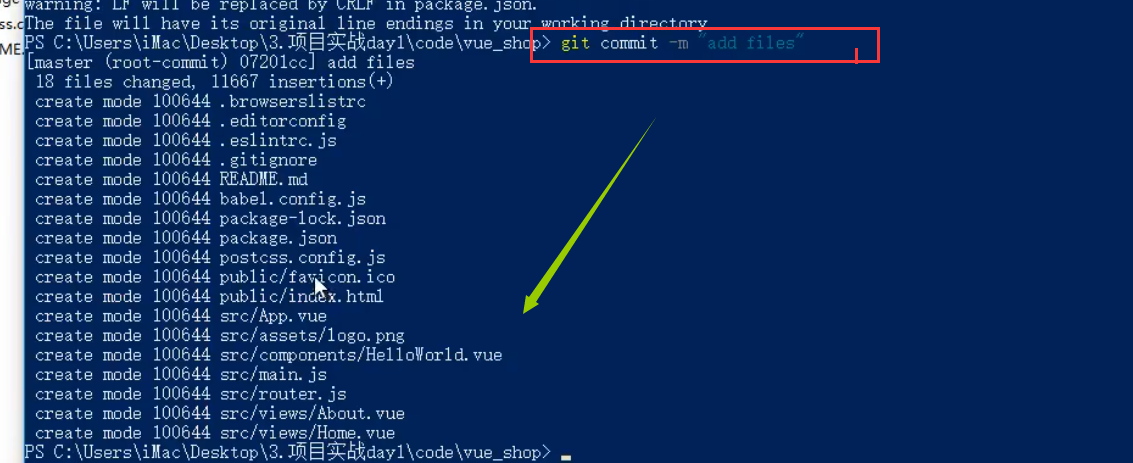 warning: LF will be replaced by CRLF in package.json.
The file will have its original line endings in your working directory
PS C:\Users\iMac\Desktop\3.项目实战day1\code\vue_shop> git commit -m "add files"
[master (root-commit) 07201cc] add files
18 files changed, 11667 insertions(+)
create mode 100644 .browserslistrc
create mode 100644 .editorconfig
create mode 100644 .eslintrc.js
create mode 100644 .gitignore
create mode 100644 README.md
create mode 100644 babel.config.js
create mode 100644 package-lock.json
create mode 100644 package.json
create mode 100644 postcss.config.js
create mode 100644 public/favicon.ico
create mode 100644 public/index.html
create mode 100644 src/App.vue
create mode 100644 src/assets/logo.png
create mode 100644 src/components/HelloWorld.vue
create mode 100644 src/main.js
create mode 100644 src/router.js
create mode 100644 src/views/About.vue
create mode 100644 src/views/Home.vue
PS C:\Users\iMac\Desktop\3.项目实战day1\code\vue_shop>